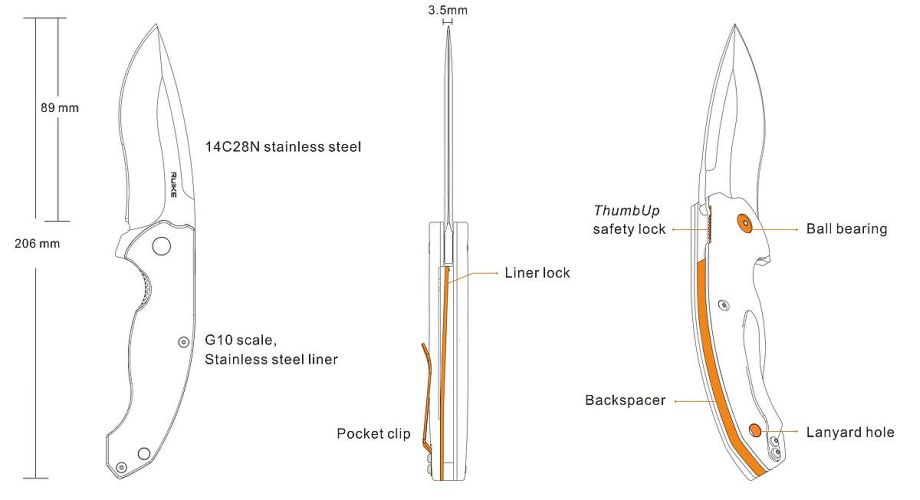 3.5mm
89 mm
14C28N stainless steel
RUIKE
ThumbUp
safety lock
Ball bearing
206 mm
Liner lock
G10 scale,
Stainless steel liner
Backspacer
Pocket clip
Lanyard hole